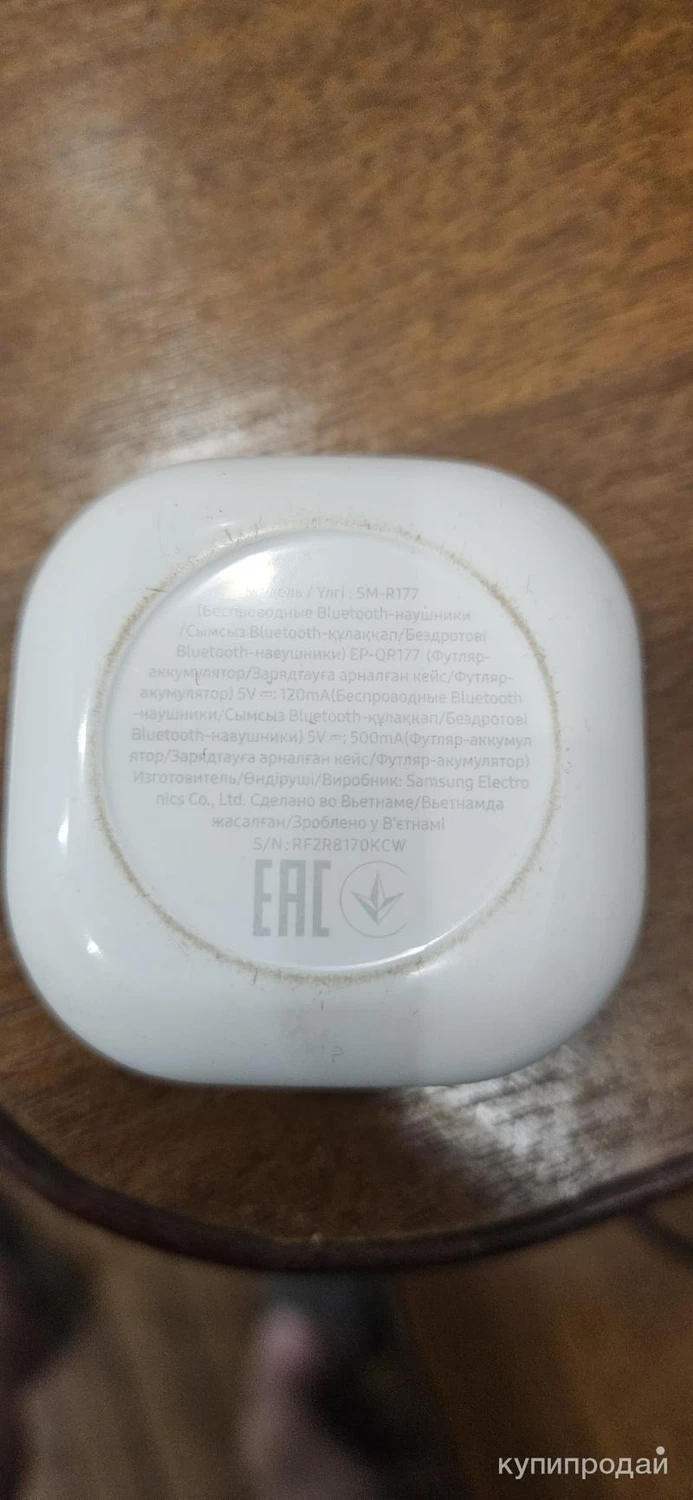 Модель / Үлгі : SM-R177
(Беспроводные Bluetooth-наушники
/Сымсыз Bluetooth-құлаққап/Бездротові
Bluetooth-навушники) EP-QR177 (Футляр-
аккумулятор/Зарядтауға арналған кейс/Футляр-
акумулятор) 5V ⎓; 120mA(Беспроводные Bluetooth
-наушники/Сымсыз Bluetooth-құлаққап/Бездротові
Bluetooth-навушники) 5V ⎓; 500mA(Футляр-аккумул
ятор/Зарядтауға арналған кейс/Футляр-акумулятор)
Изготовитель/Өндіруші/Виробник: Samsung Electro
nics Co., Ltd. Сделано во Вьетнаме/Вьетнамда
жасалған/Зроблено у В'єтнамі
S/N:RF2R8170KCW
EAC
купипродай